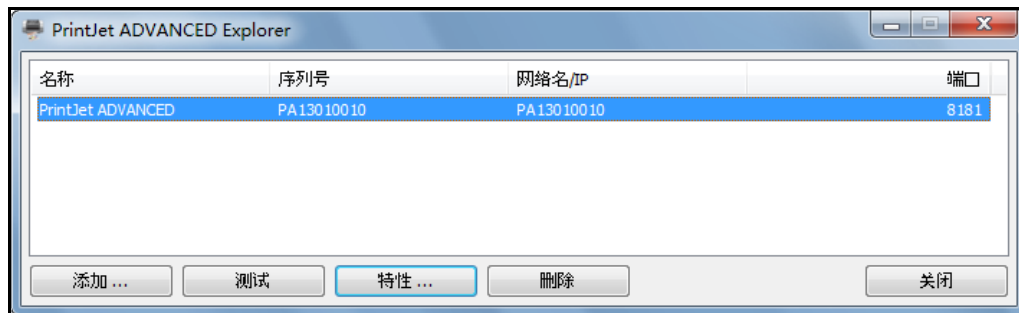 PrintJet ADVANCED Explorer
名称 序列号 网络名/IP 端口
PrintJet ADVANCED PA13010010 PA13010010 8181
添加 ... 测试 特性 ... 删除 关闭